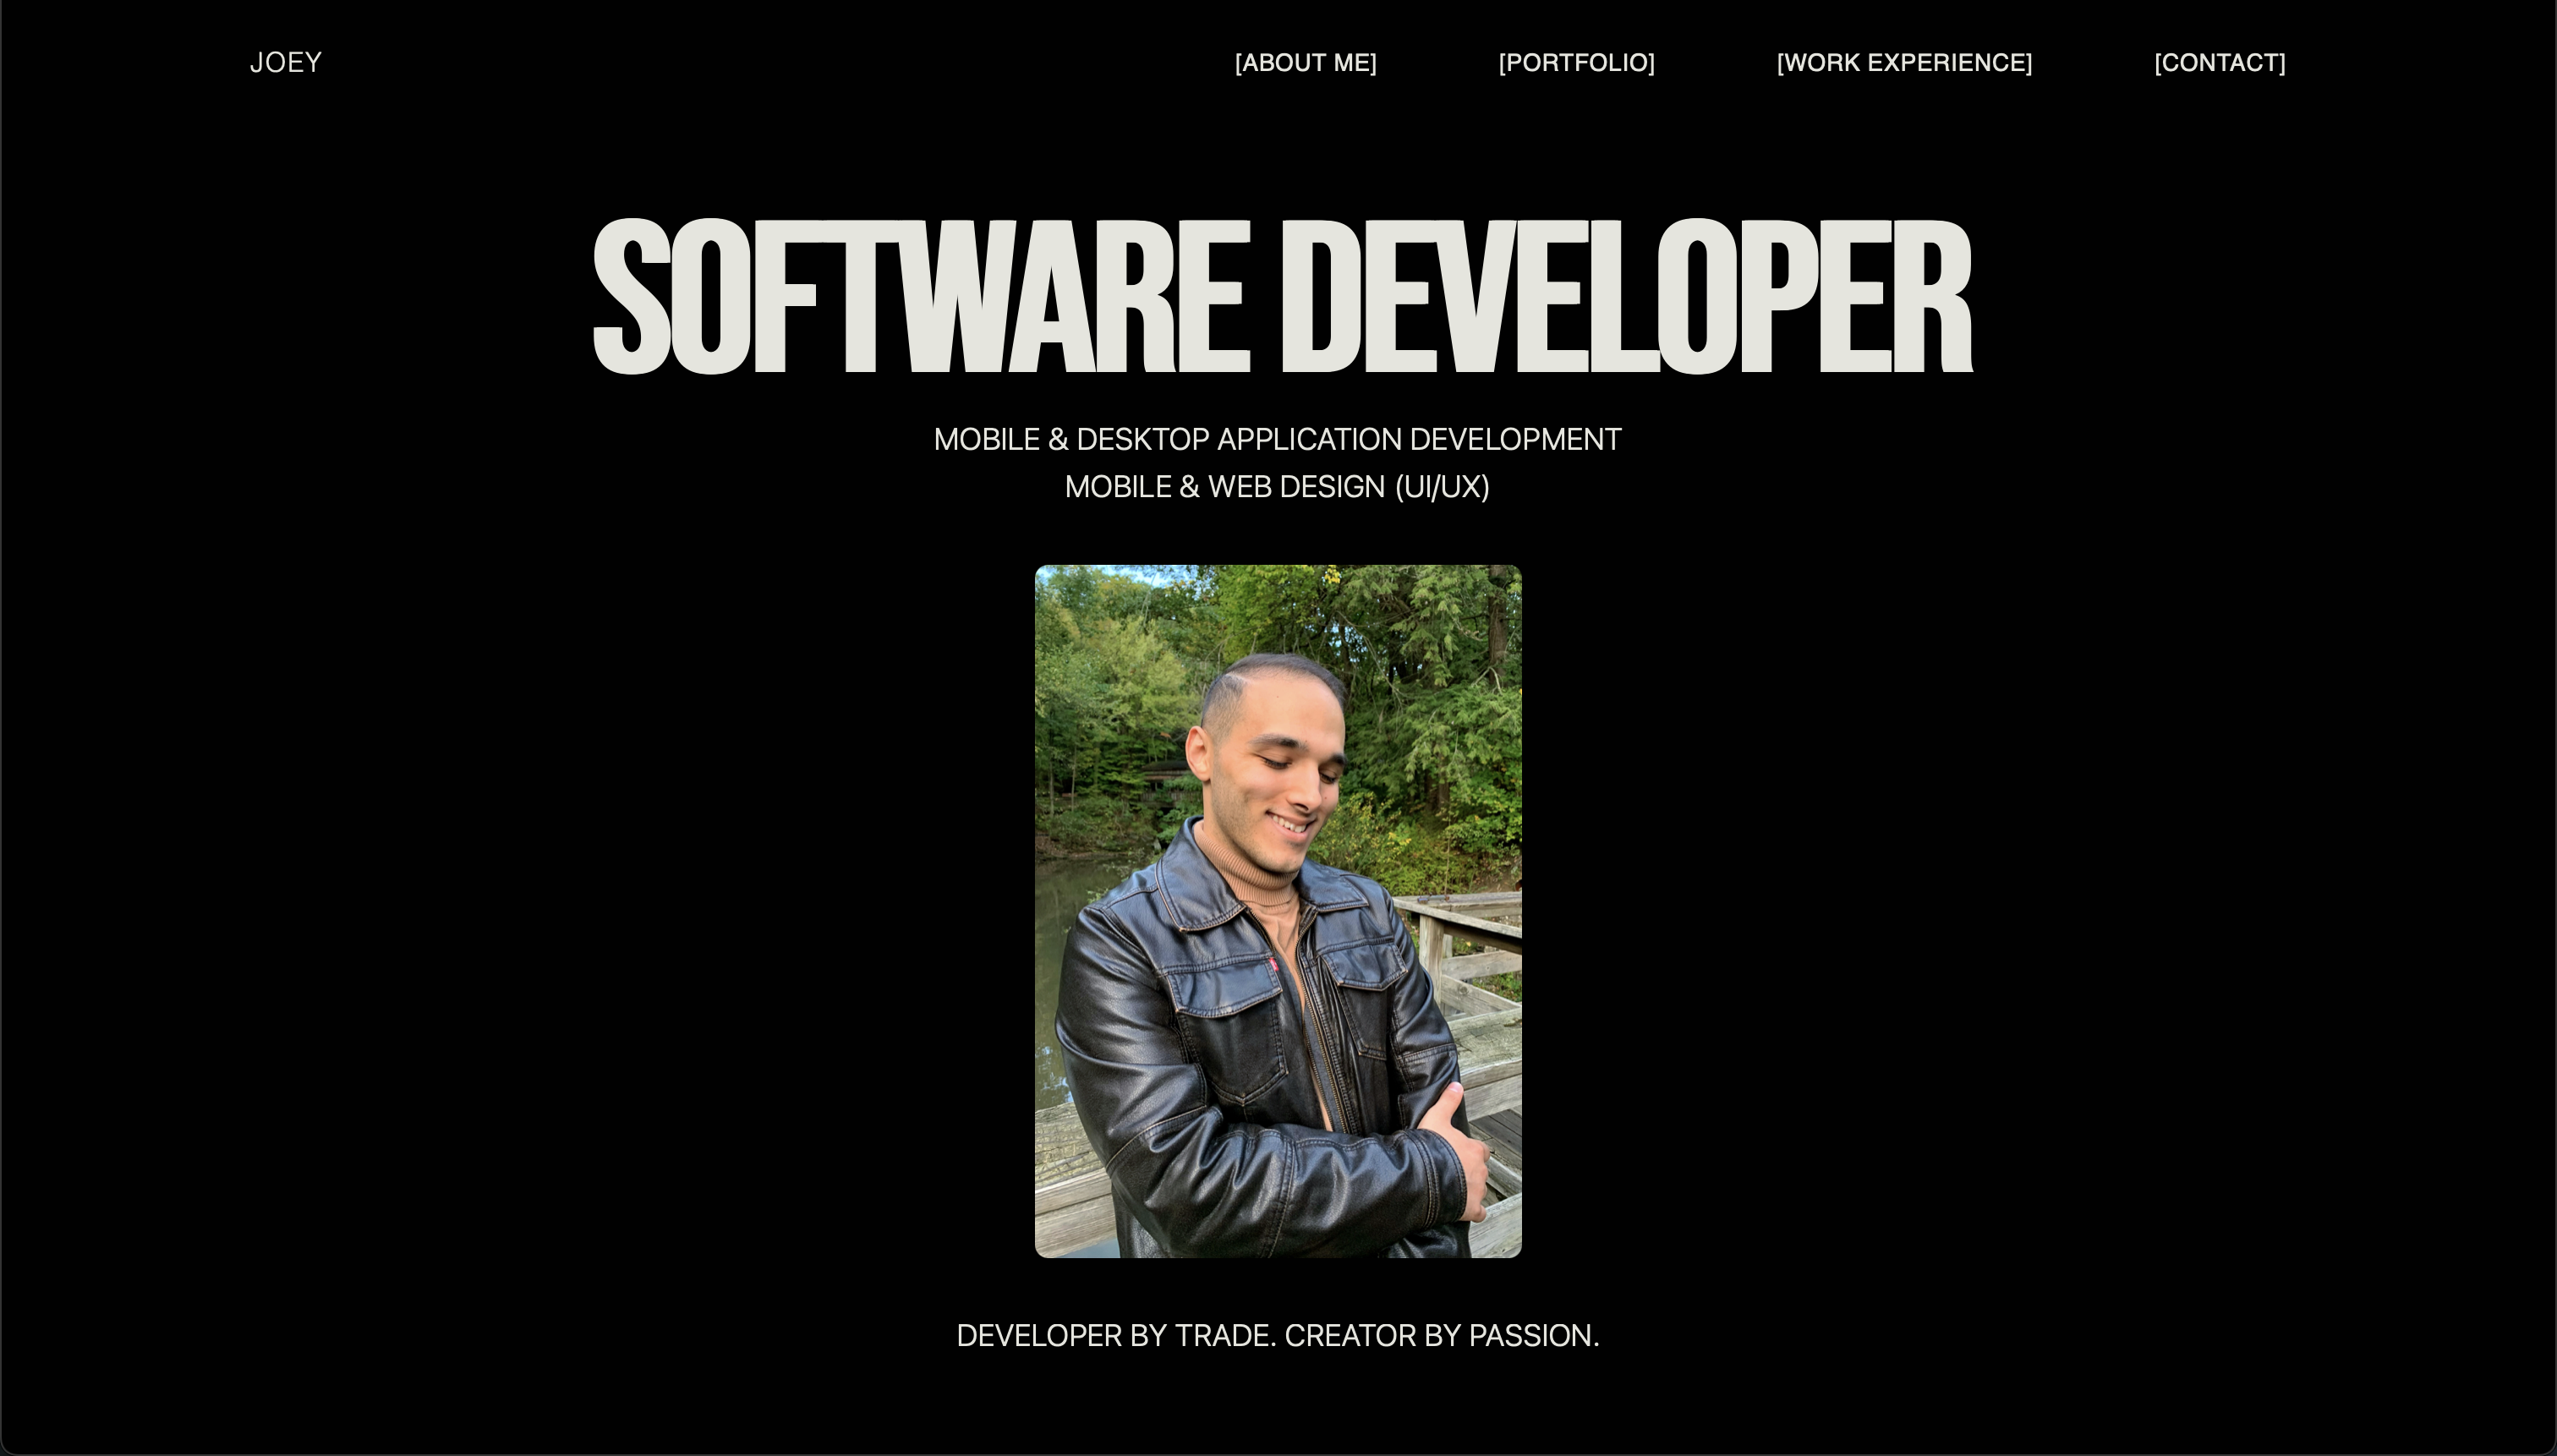 JOEY
[ABOUT ME] [PORTFOLIO] [WORK EXPERIENCE] [CONTACT]
SOFTWARE DEVELOPER
MOBILE & DESKTOP APPLICATION DEVELOPMENT
MOBILE & WEB DESIGN (UI/UX)
DEVELOPER BY TRADE. CREATOR BY PASSION.